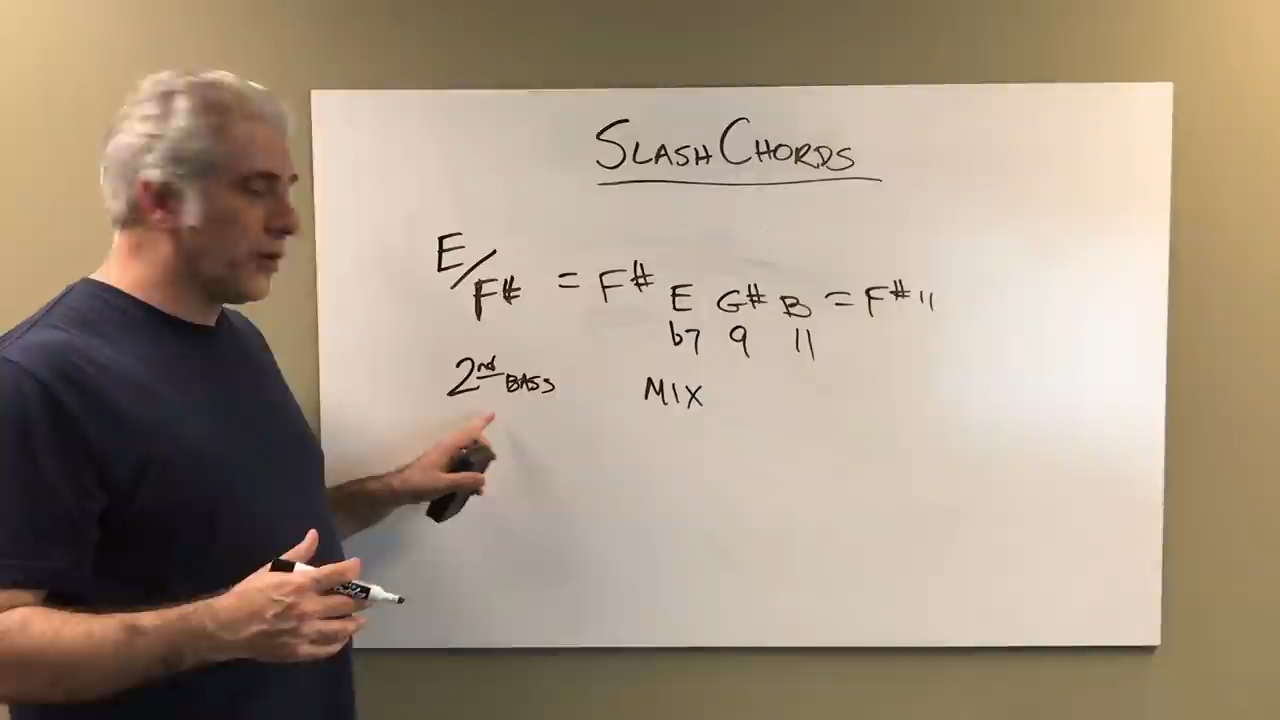 SLASH CHORDS
E/F# = F# E G# B = F# 11
b7 9 11
2nd BASS MIX